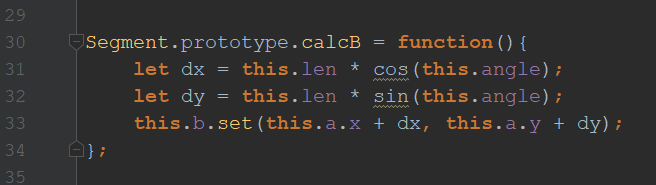 29
30 Segment.prototype.calcB = function(){
31 let dx = this.len * cos(this.angle);
32 let dy = this.len * sin(this.angle);
33 this.b.set(this.a.x + dx, this.a.y + dy);
34 };
35